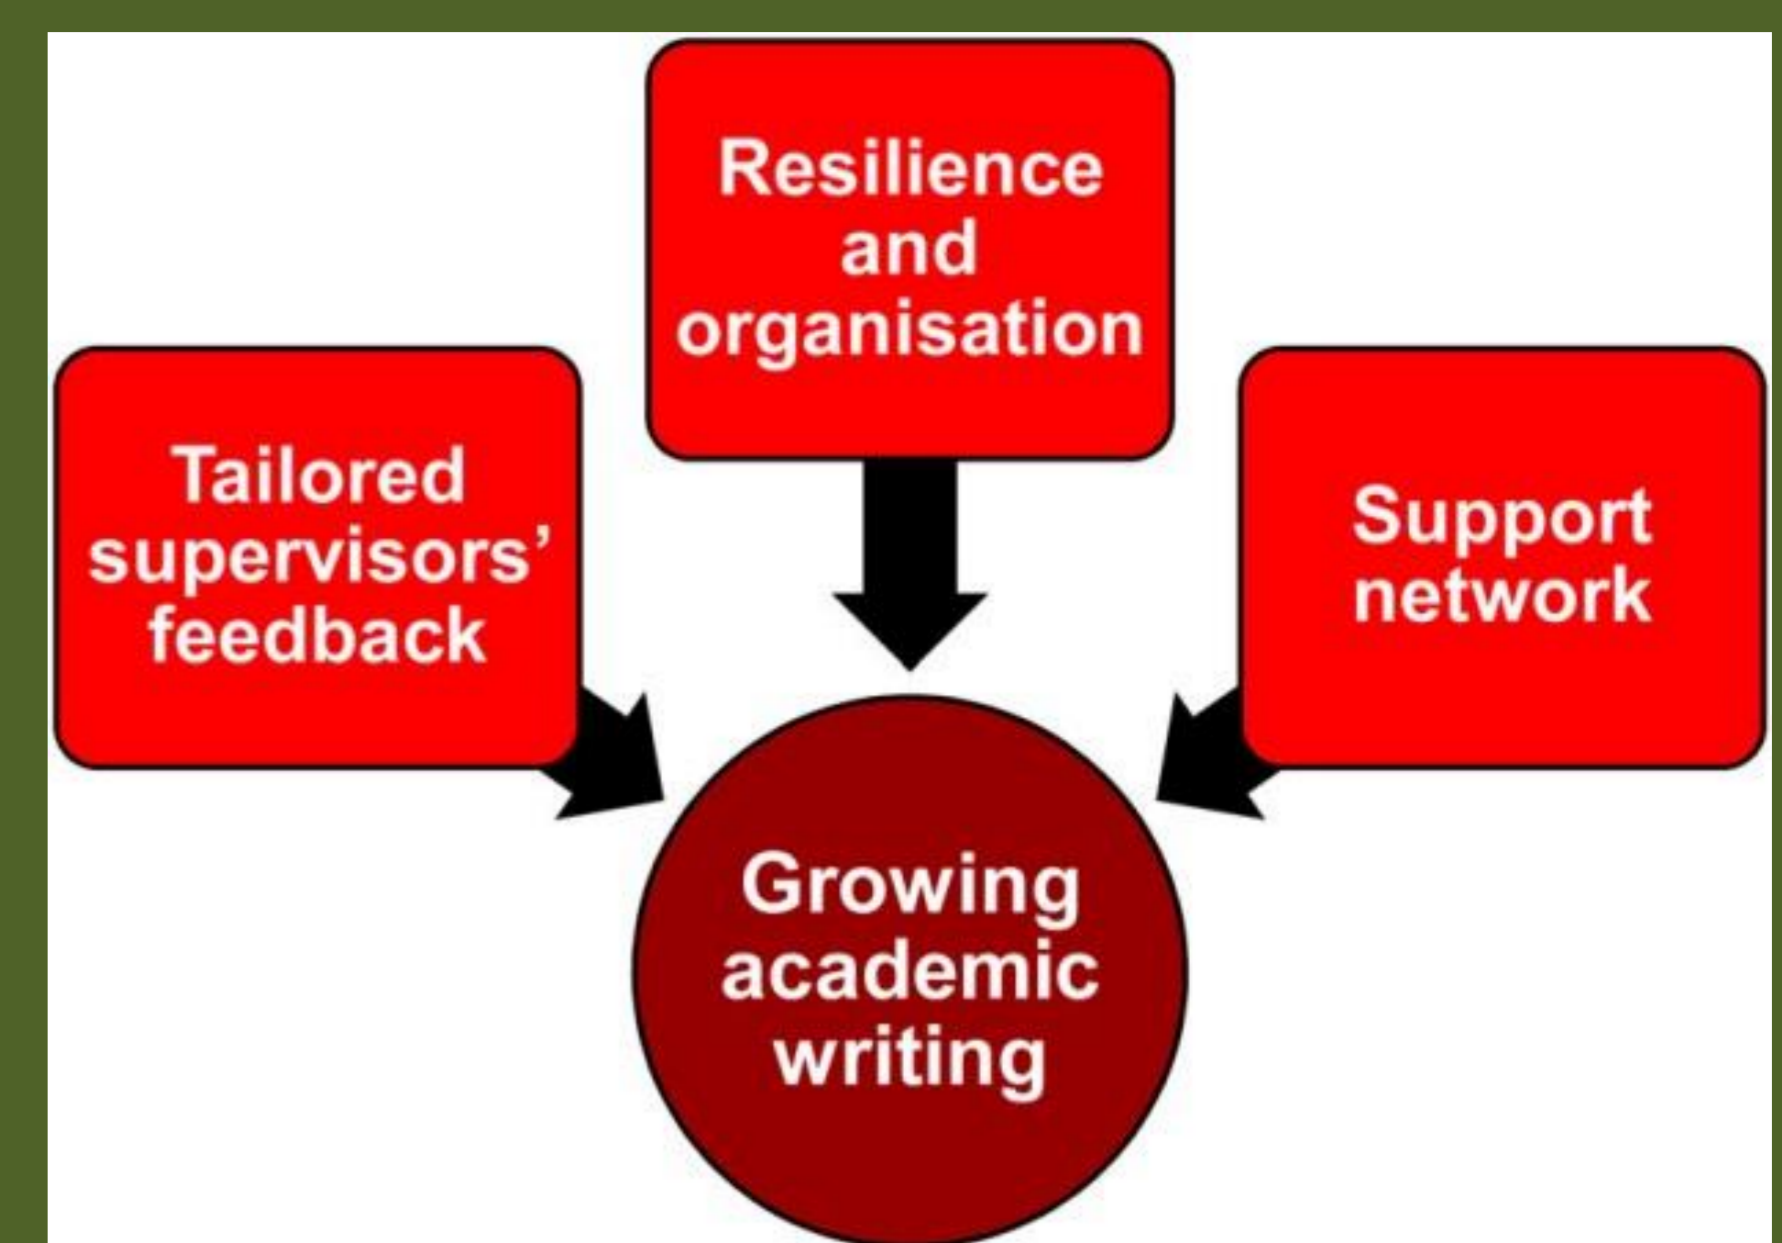 Resilience
and
organisation
Tailored
supervisors’
feedback
Support
network
Growing
academic
writing